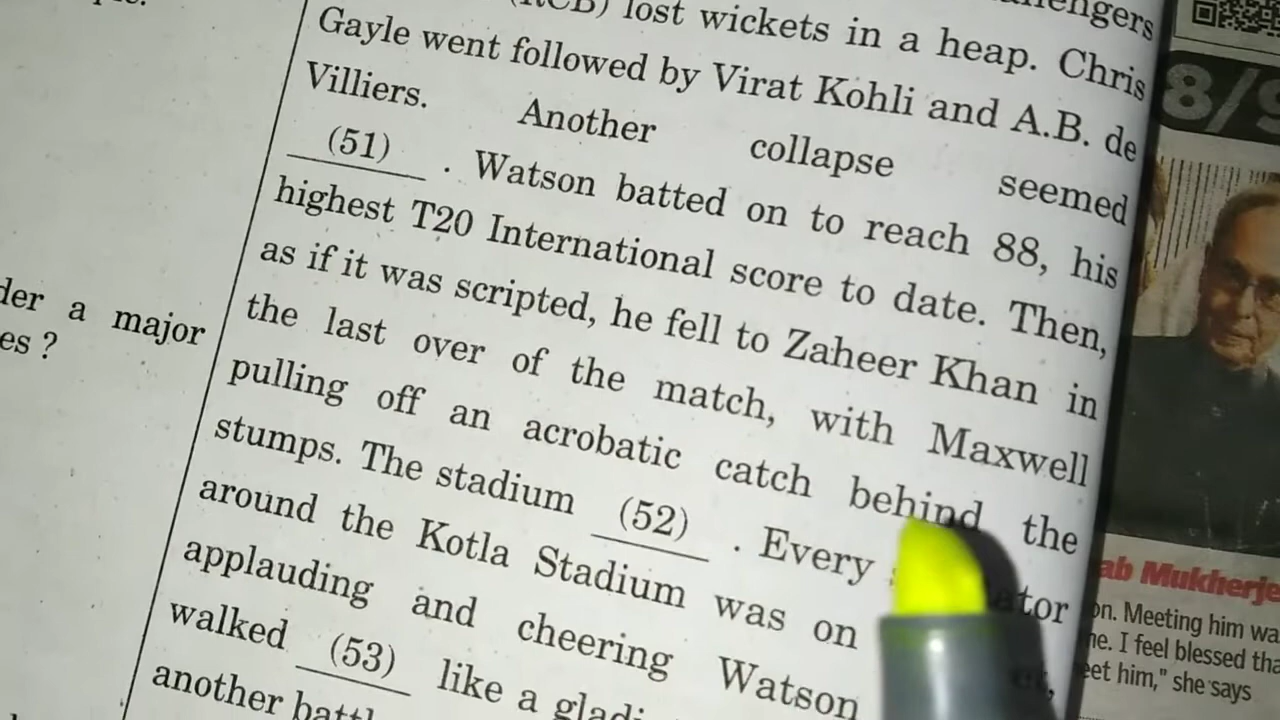 lost wickets in a heap. Chris
Gayle went followed by Virat Kohli and A.B. de
Villiers. Another collapse seemed
(51) . Watson batted on to reach 88, his
highest T20 International score to date. Then,
as if it was scripted, he fell to Zaheer Khan in
the last over of the match, with Maxwell
pulling off an acrobatic catch behind the
stumps. The stadium (52) . Every
around the Kotla Stadium was on
applauding and cheering Watson
walked (53) like a
another
a major
es ?
8/9
ab Mukherje
on. Meeting him wa
he. I feel blessed tha
eet him," she says